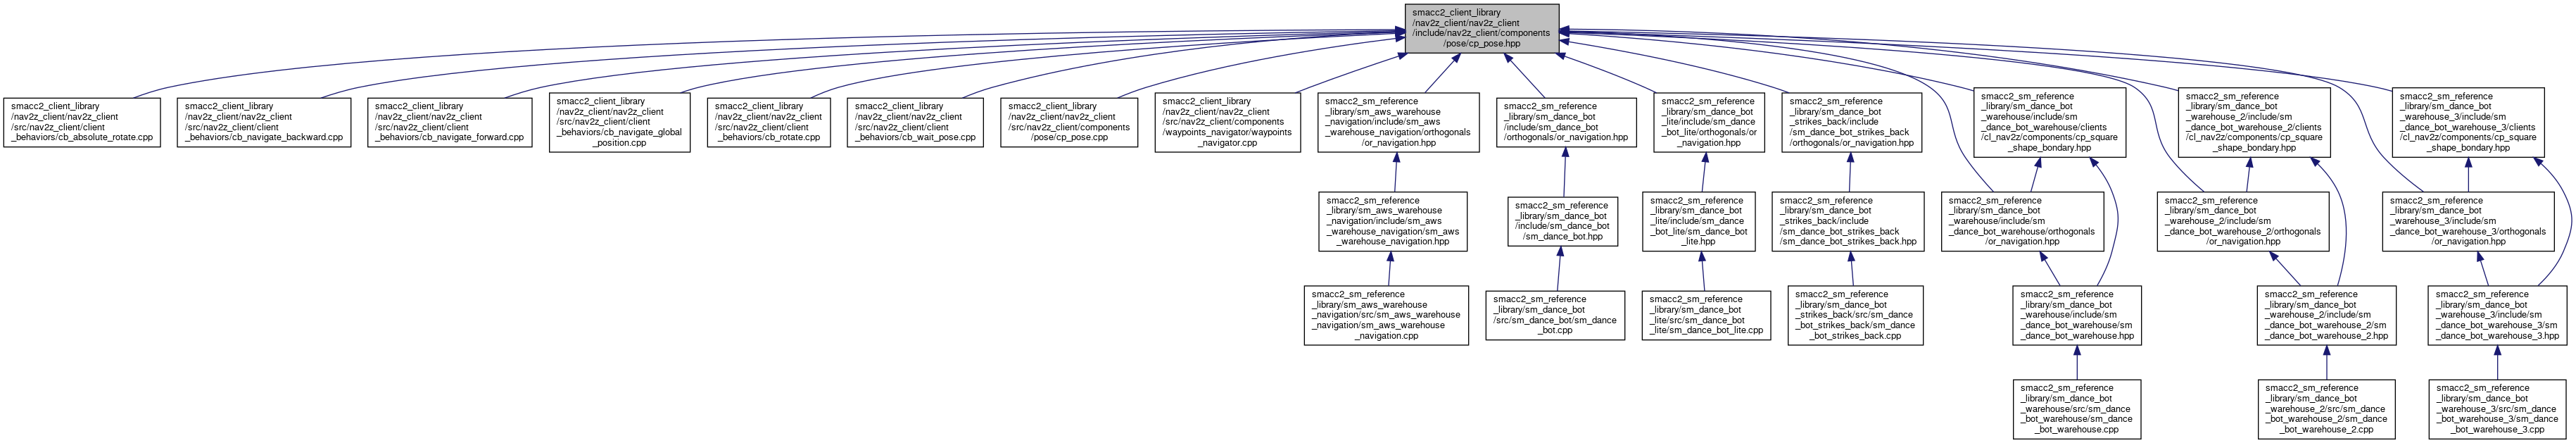 smacc2_client_library
/nav2z_client/nav2z_client
/include/nav2z_client/components
/pose/cp_pose.hpp
smacc2_client_library
/nav2z_client/nav2z_client
/src/nav2z_client/client
_behaviors/cb_absolute_rotate.cpp
smacc2_client_library
/nav2z_client/nav2z_client
/src/nav2z_client/client
_behaviors/cb_navigate_backward.cpp
smacc2_client_library
/nav2z_client/nav2z_client
/src/nav2z_client/client
_behaviors/cb_navigate_forward.cpp
smacc2_client_library
/nav2z_client/nav2z_client
/src/nav2z_client/client
_behaviors/cb_navigate_global
_position.cpp
smacc2_client_library
/nav2z_client/nav2z_client
/src/nav2z_client/client
_behaviors/cb_rotate.cpp
smacc2_client_library
/nav2z_client/nav2z_client
/src/nav2z_client/client
_behaviors/cb_wait_pose.cpp
smacc2_client_library
/nav2z_client/nav2z_client
/src/nav2z_client/components
/pose/cp_pose.cpp
smacc2_client_library
/nav2z_client/nav2z_client
/src/nav2z_client/components
/waypoints_navigator/waypoints
_navigator.cpp
smacc2_sm_reference
_library/sm_aws_warehouse
_navigation/include/sm_aws
_warehouse_navigation/orthogonals
/or_navigation.hpp
smacc2_sm_reference
_library/sm_dance_bot
/include/sm_dance_bot
/orthogonals/or_navigation.hpp
smacc2_sm_reference
_library/sm_dance_bot
_lite/include/sm_dance
_bot_lite/orthogonals/or
_navigation.hpp
smacc2_sm_reference
_library/sm_dance_bot
_strikes_back/include
/sm_dance_bot_strikes_back
/orthogonals/or_navigation.hpp
smacc2_sm_reference
_library/sm_dance_bot
_warehouse/include/sm
_dance_bot_warehouse/clients
/cl_nav2z/components/cp_square
_shape_bondary.hpp
smacc2_sm_reference
_library/sm_dance_bot
_warehouse_2/include/sm
_dance_bot_warehouse_2/clients
/cl_nav2z/components/cp_square
_shape_bondary.hpp
smacc2_sm_reference
_library/sm_dance_bot
_warehouse_3/include/sm
_dance_bot_warehouse_3/clients
/cl_nav2z/components/cp_square
_shape_bondary.hpp
smacc2_sm_reference
_library/sm_aws_warehouse
_navigation/include/sm_aws
_warehouse_navigation/sm_aws
_warehouse_navigation.hpp
smacc2_sm_reference
_library/sm_dance_bot
/include/sm_dance_bot
/sm_dance_bot.hpp
smacc2_sm_reference
_library/sm_dance_bot
_lite/include/sm_dance
_bot_lite/sm_dance_bot
_lite.hpp
smacc2_sm_reference
_library/sm_dance_bot
_strikes_back/include
/sm_dance_bot_strikes_back
/sm_dance_bot_strikes_back.hpp
smacc2_sm_reference
_library/sm_dance_bot
_warehouse/include/sm
_dance_bot_warehouse/orthogonals
/or_navigation.hpp
smacc2_sm_reference
_library/sm_dance_bot
_warehouse_2/include/sm
_dance_bot_warehouse_2/orthogonals
/or_navigation.hpp
smacc2_sm_reference
_library/sm_dance_bot
_warehouse_3/include/sm
_dance_bot_warehouse_3/orthogonals
/or_navigation.hpp
smacc2_sm_reference
_library/sm_aws_warehouse
_navigation/src/sm_aws_warehouse
_navigation/sm_aws_warehouse
_navigation.cpp
smacc2_sm_reference
_library/sm_dance_bot
/src/sm_dance_bot/sm_dance
_bot.cpp
smacc2_sm_reference
_library/sm_dance_bot
_lite/src/sm_dance_bot
_lite/sm_dance_bot_lite.cpp
smacc2_sm_reference
_library/sm_dance_bot
_strikes_back/src/sm_dance
_bot_strikes_back/sm_dance
_bot_strikes_back.cpp
smacc2_sm_reference
_library/sm_dance_bot
_warehouse/include/sm
_dance_bot_warehouse/sm
_dance_bot_warehouse.hpp
smacc2_sm_reference
_library/sm_dance_bot
_warehouse_2/include/sm
_dance_bot_warehouse_2/sm
_dance_bot_warehouse_2.hpp
smacc2_sm_reference
_library/sm_dance_bot
_warehouse_3/include/sm
_dance_bot_warehouse_3/sm
_dance_bot_warehouse_3.hpp
smacc2_sm_reference
_library/sm_dance_bot
_warehouse/src/sm_dance
_bot_warehouse/sm_dance
_bot_warehouse.cpp
smacc2_sm_reference
_library/sm_dance_bot
_warehouse_2/src/sm_dance
_bot_warehouse_2/sm_dance
_bot_warehouse_2.cpp
smacc2_sm_reference
_library/sm_dance_bot
_warehouse_3/src/sm_dance
_bot_warehouse_3/sm_dance
_bot_warehouse_3.cpp